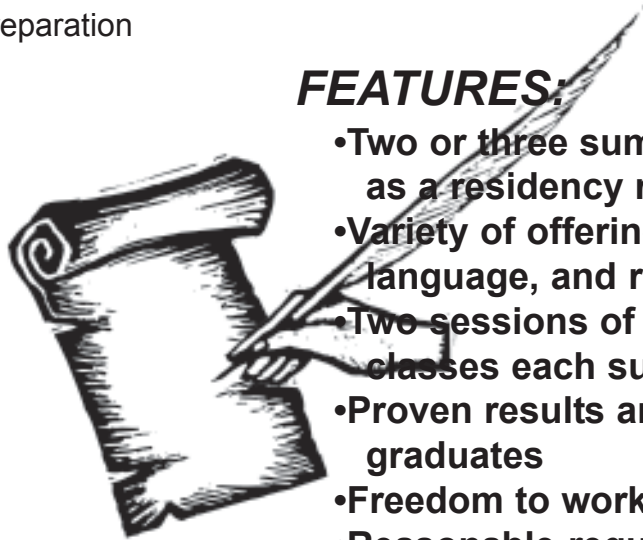 eparation
FEATURES:
•Two or three sum
as a residency r
•Variety of offerin
language, and r
•Two sessions of
classes each su
•Proven results a
graduates
•Freedom to work